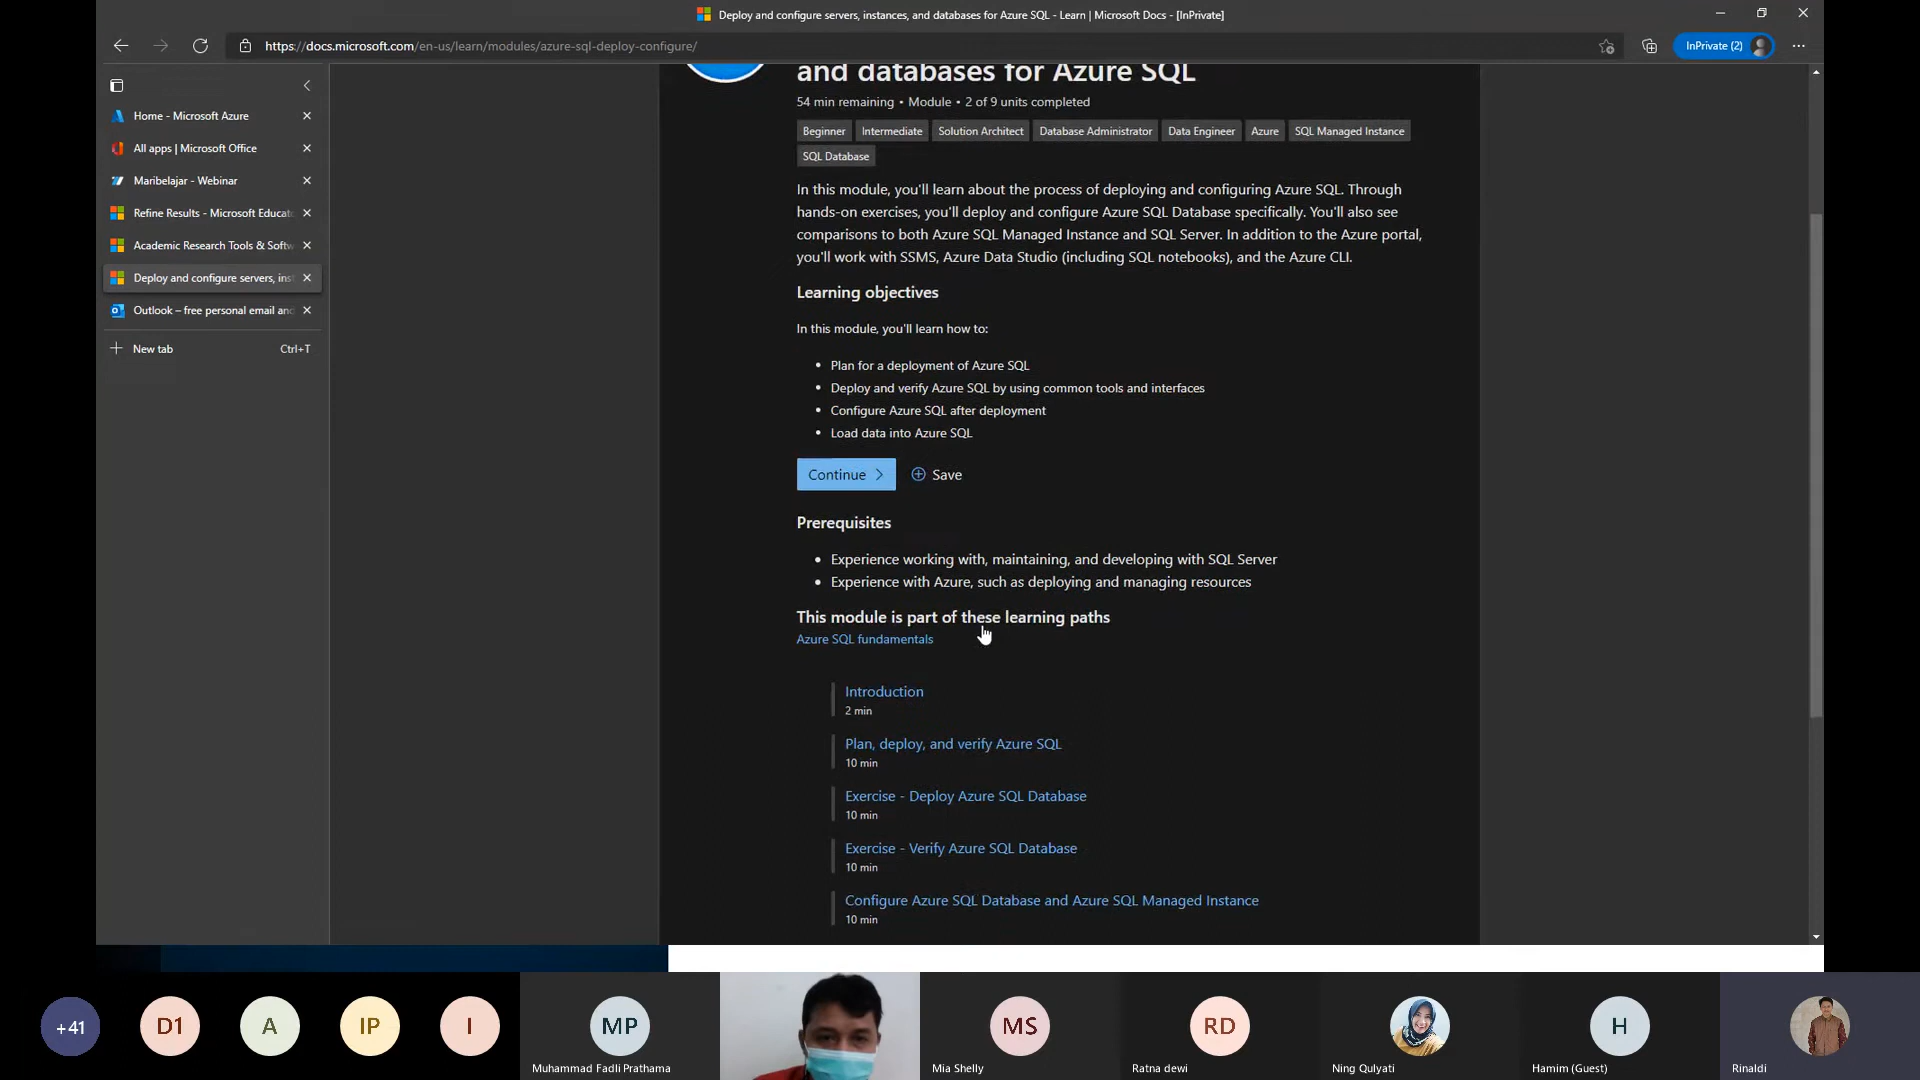 Deploy and configure servers, instances, and databases for Azure SQL - Learn | Microsoft Docs - [InPrivate]
https://docs.microsoft.com/en-us/learn/modules/azure-sql-deploy-configure/
InPrivate (2)
Home - Microsoft Azure
All apps | Microsoft Office
Maribelajar - Webinar
Refine Results - Microsoft Educat
Academic Research Tools & Softw
Deploy and configure servers, ins
Outlook – free personal email and
New tab Ctrl+T
and databases for Azure SQL
54 min remaining • Module • 2 of 9 units completed
Beginner Intermediate Solution Architect Database Administrator Data Engineer Azure SQL Managed Instance
SQL Database
In this module, you'll learn about the process of deploying and configuring Azure SQL. Through
hands-on exercises, you'll deploy and configure Azure SQL Database specifically. You'll also see
comparisons to both Azure SQL Managed Instance and SQL Server. In addition to the Azure portal,
you'll work with SSMS, Azure Data Studio (including SQL notebooks), and the Azure CLI.
Learning objectives
In this module, you'll learn how to:
• Plan for a deployment of Azure SQL
• Deploy and verify Azure SQL by using common tools and interfaces
• Configure Azure SQL after deployment
• Load data into Azure SQL
Continue
Save
Prerequisites
• Experience working with, maintaining, and developing with SQL Server
• Experience with Azure, such as deploying and managing resources
This module is part of these learning paths
Azure SQL fundamentals
Introduction
2 min
Plan, deploy, and verify Azure SQL
10 min
Exercise - Deploy Azure SQL Database
10 min
Exercise - Verify Azure SQL Database
10 min
Configure Azure SQL Database and Azure SQL Managed Instance
10 min
+41
D1
A
IP
I
MP
Muhammad Fadli Prathama
MS
Mia Shelly
RD
Ratna dewi
Ning Qulyati
H
Hamim (Guest)
Rinaldi